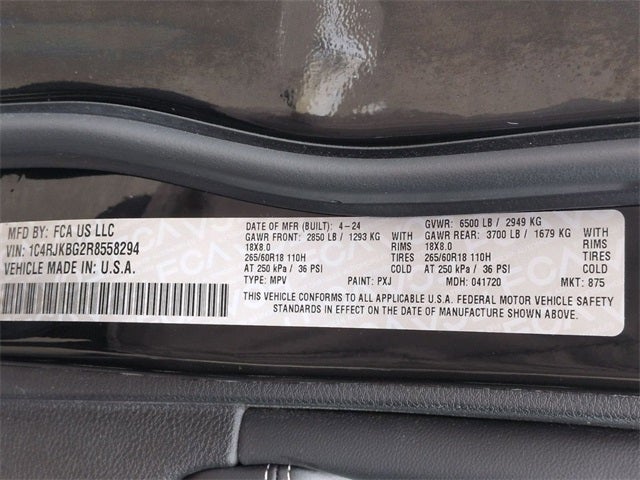 MFD BY: FCA US LLC
VIN: 1C4RJKBG2R8558294
VEHICLE MADE IN: U.S.A.
DATE OF MFR (BUILT): 4-24
GAWR FRONT: 2850 LB / 1293 KG WITH
18X8.0 RIMS
265/60R18 110H TIRES
AT 250 kPa / 36 PSI COLD
GVWR: 6500 LB / 2949 KG
GAWR REAR: 3700 LB / 1679 KG WITH
18X8.0 RIMS
265/60R18 110H TIRES
AT 250 kPa / 36 PSI COLD
TYPE: MPV PAINT: PXJ MDH: 041720 MKT: 875
THIS VEHICLE CONFORMS TO ALL APPLICABLE U.S.A. FEDERAL MOTOR VEHICLE SAFETY
STANDARDS IN EFFECT ON THE DATE OF MANUFACTURE SHOWN ABOVE.